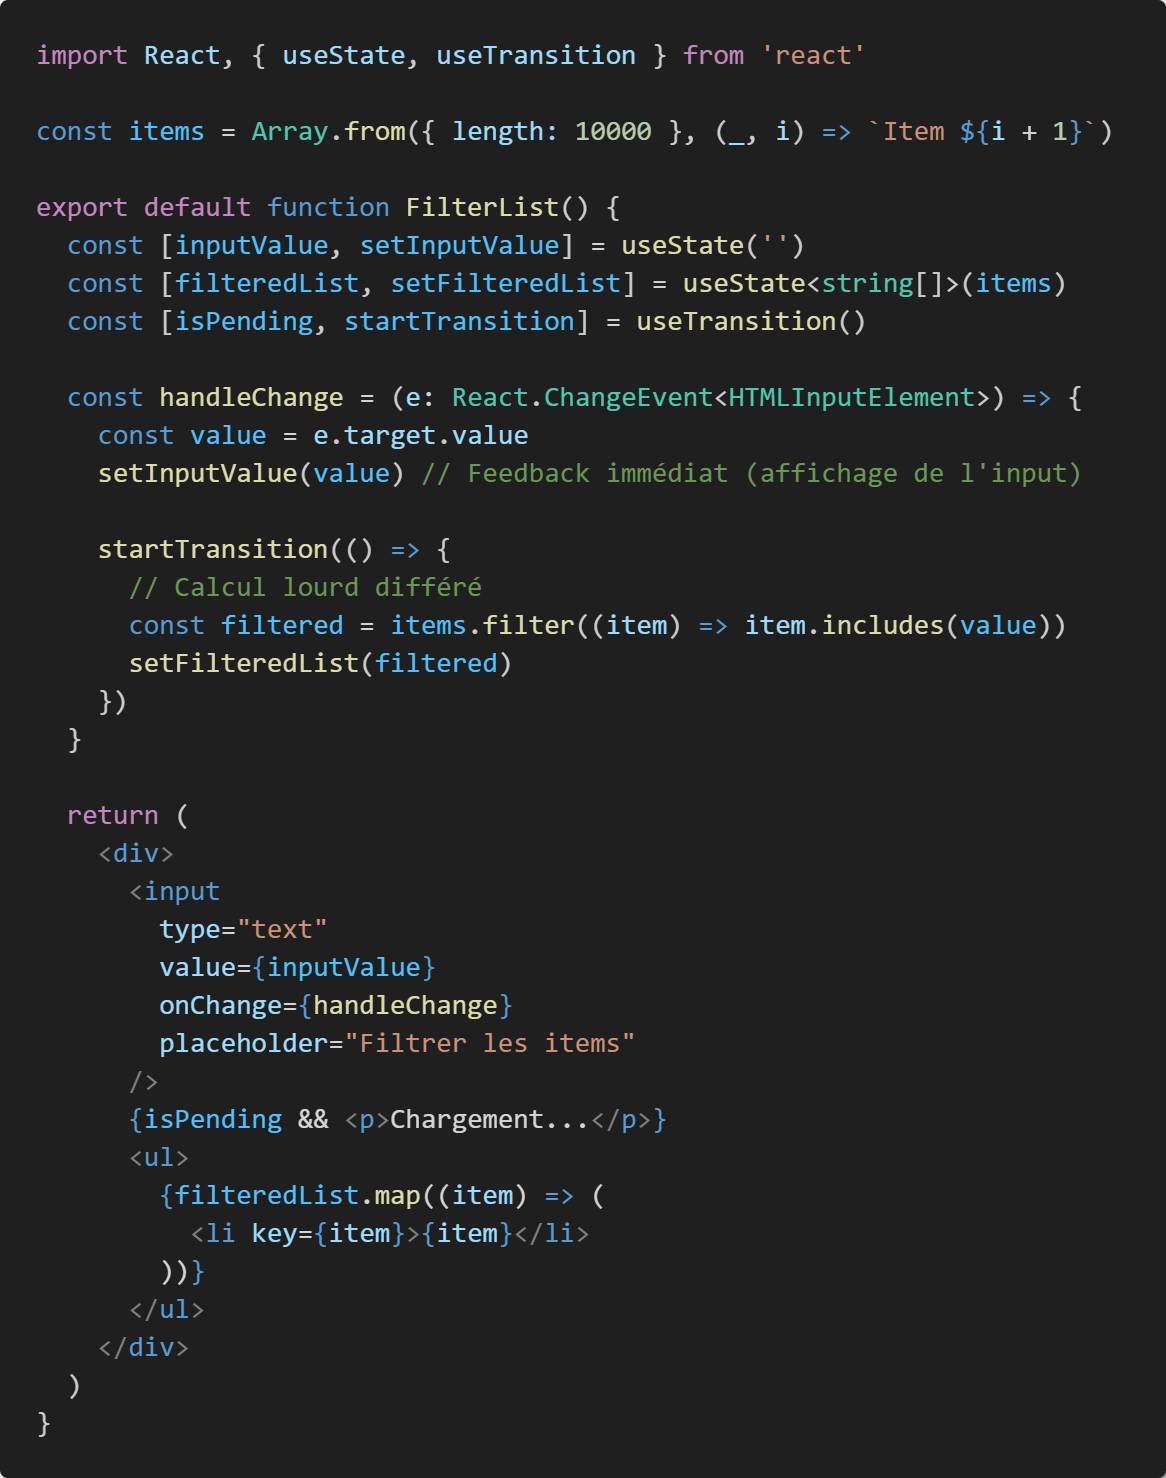 import React, { useState, useTransition } from 'react'
const items = Array.from({ length: 10000 }, (_, i) => `Item ${i + 1}`)
export default function FilterList() {
  const [inputValue, setInputValue] = useState('')
  const [filteredList, setFilteredList] = useState<string[]>(items)
  const [isPending, startTransition] = useTransition()
  const handleChange = (e: React.ChangeEvent<HTMLInputElement>) => {
    const value = e.target.value
    setInputValue(value) // Feedback immédiat (affichage de l'input)
    startTransition(() => {
      // Calcul lourd différé
      const filtered = items.filter((item) => item.includes(value))
      setFilteredList(filtered)
    })
  }
  return (
    <div>
      <input
        type="text"
        value={inputValue}
        onChange={handleChange}
        placeholder="Filtrer les items"
      />
      {isPending && <p>Chargement...</p>}
      <ul>
        {filteredList.map((item) => (
          <li key={item}>{item}</li>
        ))}
      </ul>
    </div>
  )
}